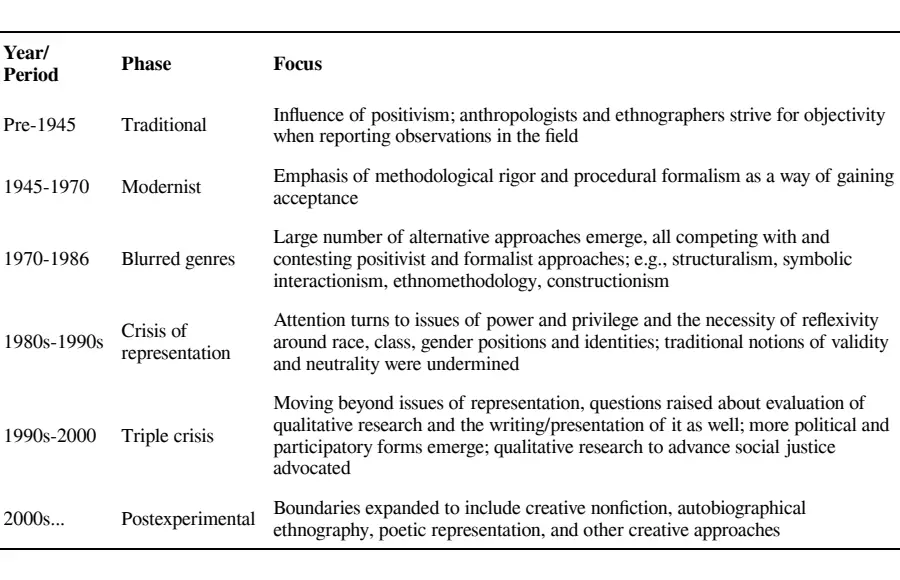 Year/
Period Phase Focus
Pre-1945 Traditional Influence of positivism; anthropologists and ethnographers strive for objectivity
when reporting observations in the field
1945-1970 Modernist Emphasis of methodological rigor and procedural formalism as a way of gaining
acceptance
1970-1986 Blurred genres Large number of alternative approaches emerge, all competing with and
contesting positivist and formalist approaches; e.g., structuralism, symbolic
interactionism, ethnomethodology, constructionism
1980s-1990s Crisis of
representation Attention turns to issues of power and privilege and the necessity of reflexivity
around race, class, gender positions and identities; traditional notions of validity
and neutrality were undermined
1990s-2000 Triple crisis Moving beyond issues of representation, questions raised about evaluation of
qualitative research and the writing/presentation of it as well; more political and
participatory forms emerge; qualitative research to advance social justice
advocated
2000s... Postexperimental Boundaries expanded to include creative nonfiction, autobiographical
ethnography, poetic representation, and other creative approaches